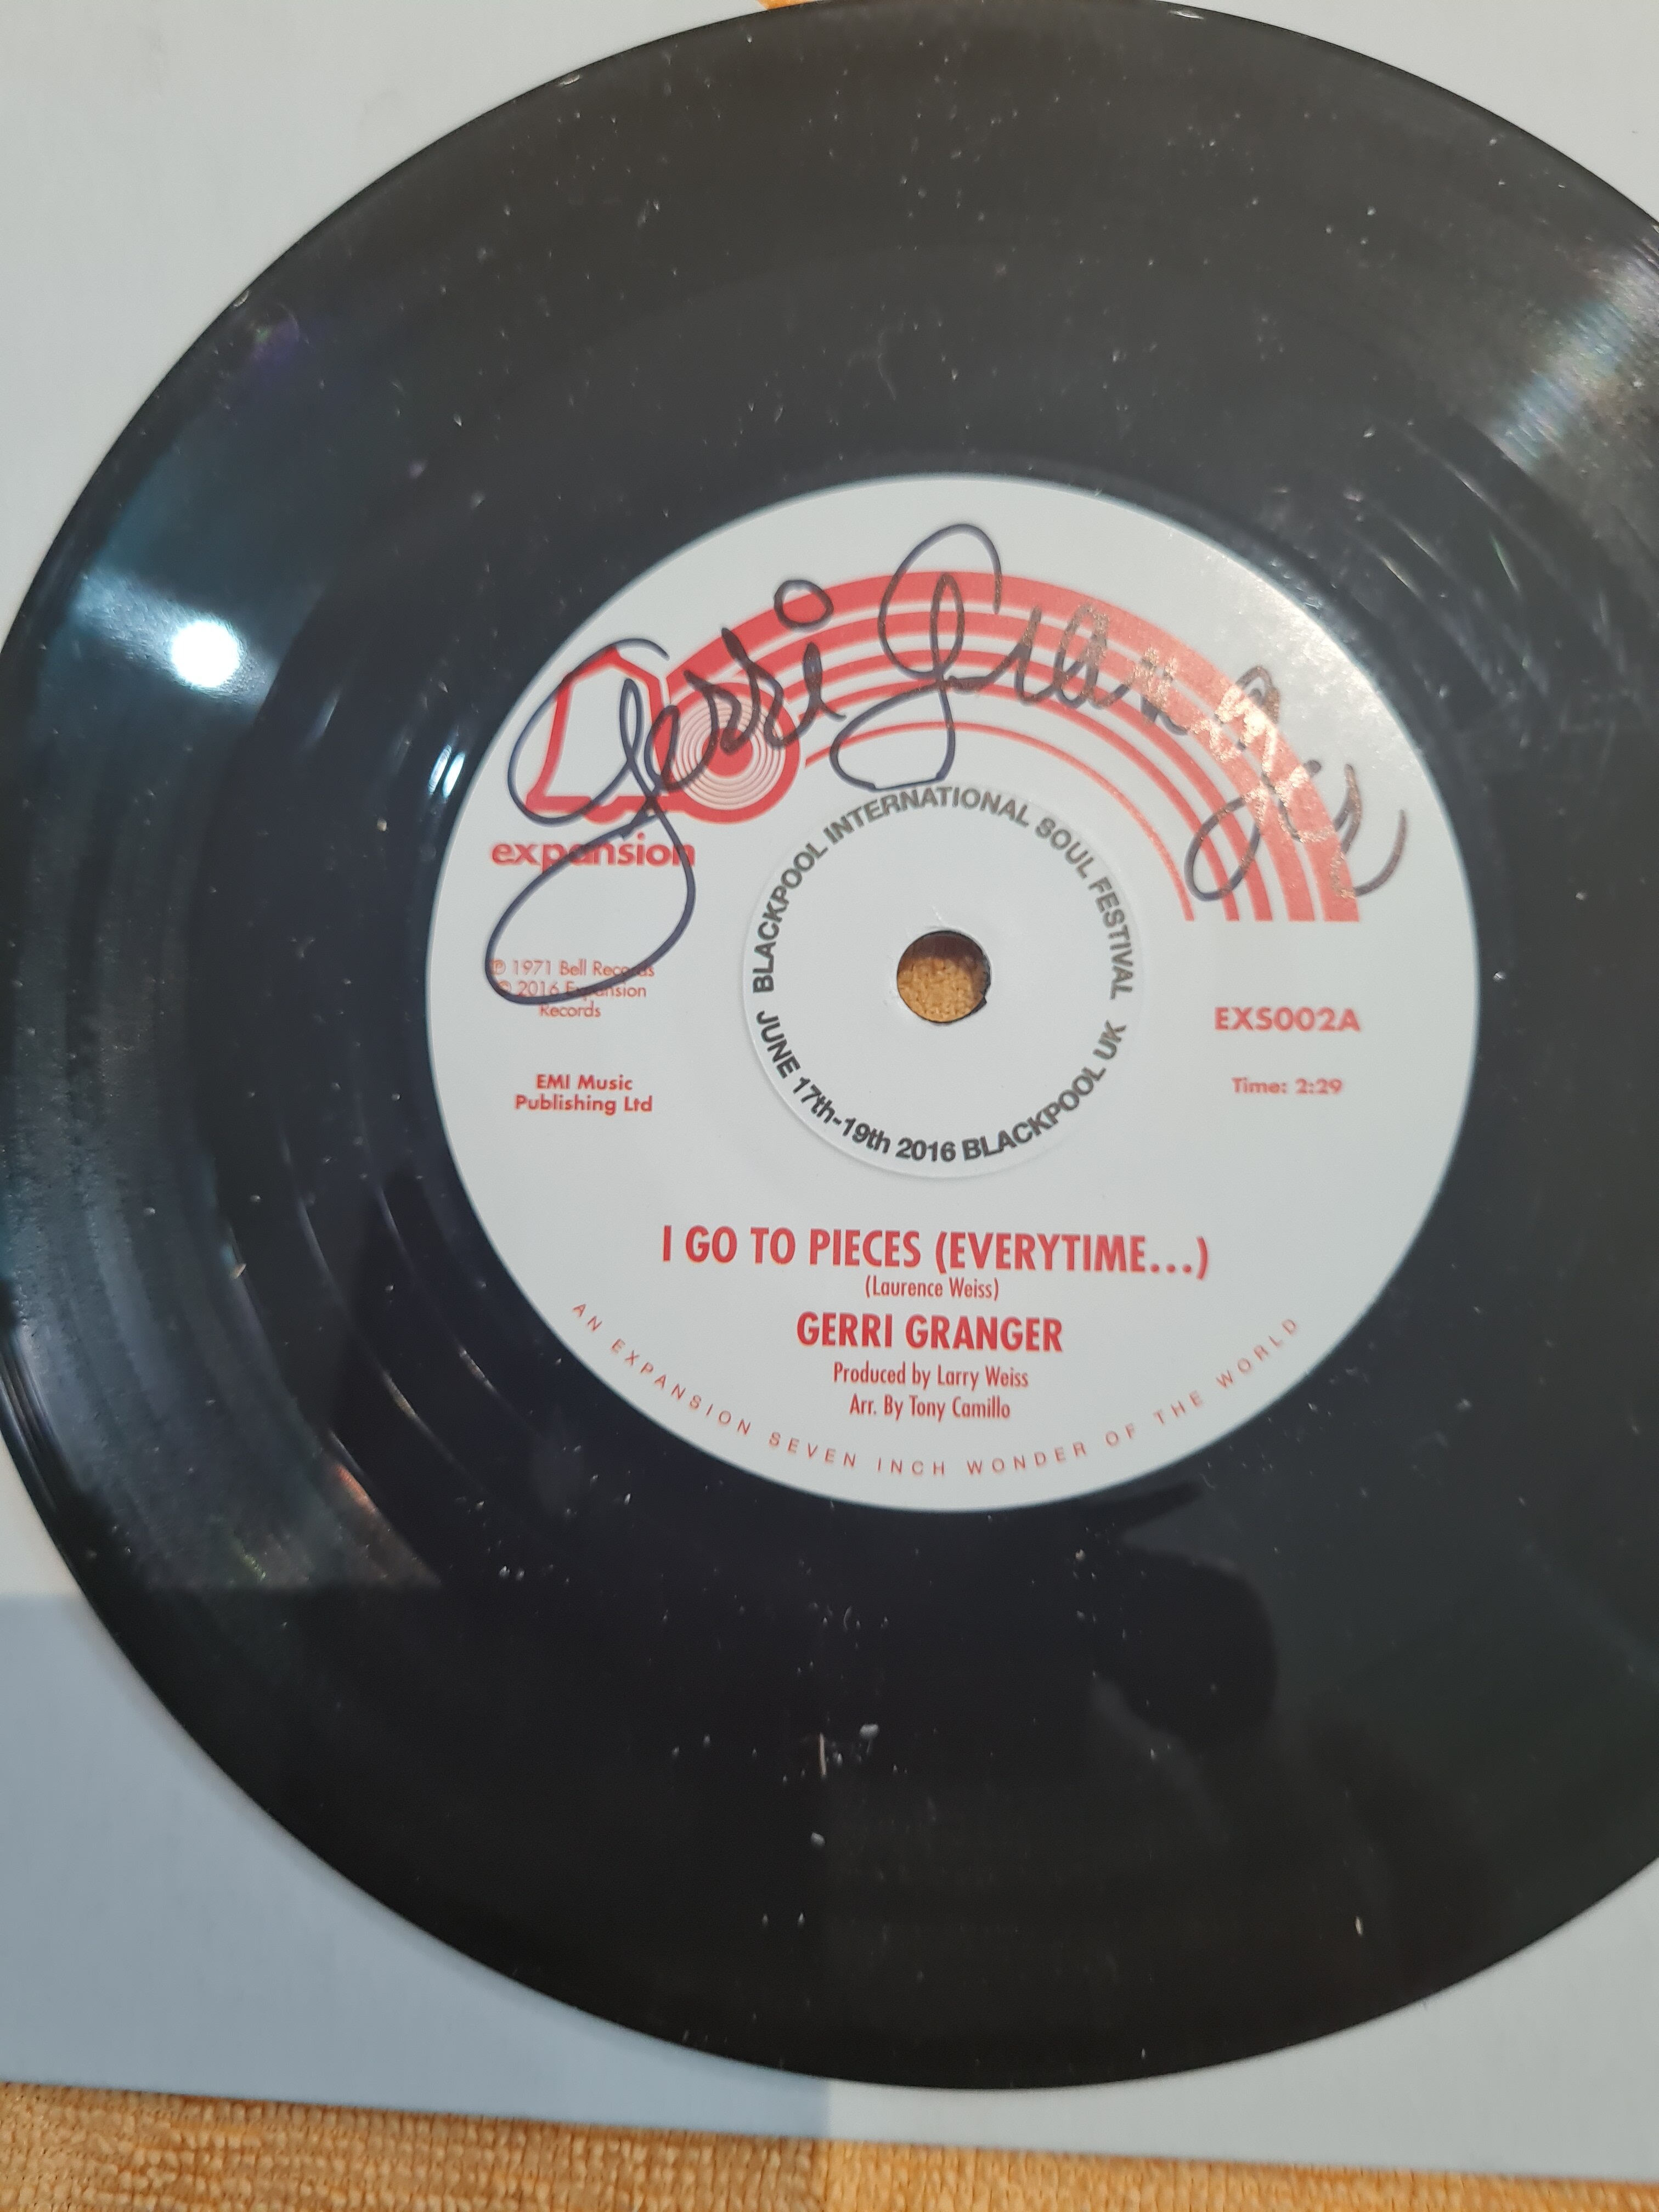 Gerri Granger
expansion
BLACKPOOL INTERNATIONAL SOUL FESTIVAL
JUNE 17th-19th 2016 BLACKPOOL UK
℗ 1971 Bell Records
© 2016 Expansion
Records
EMI Music
Publishing Ltd
EXS002A
Time: 2:29
I GO TO PIECES (EVERYTIME...)
(Laurence Weiss)
GERRI GRANGER
Produced by Larry Weiss
Arr. By Tony Camillo
AN EXPANSION SEVEN INCH WONDER OF THE WORLD